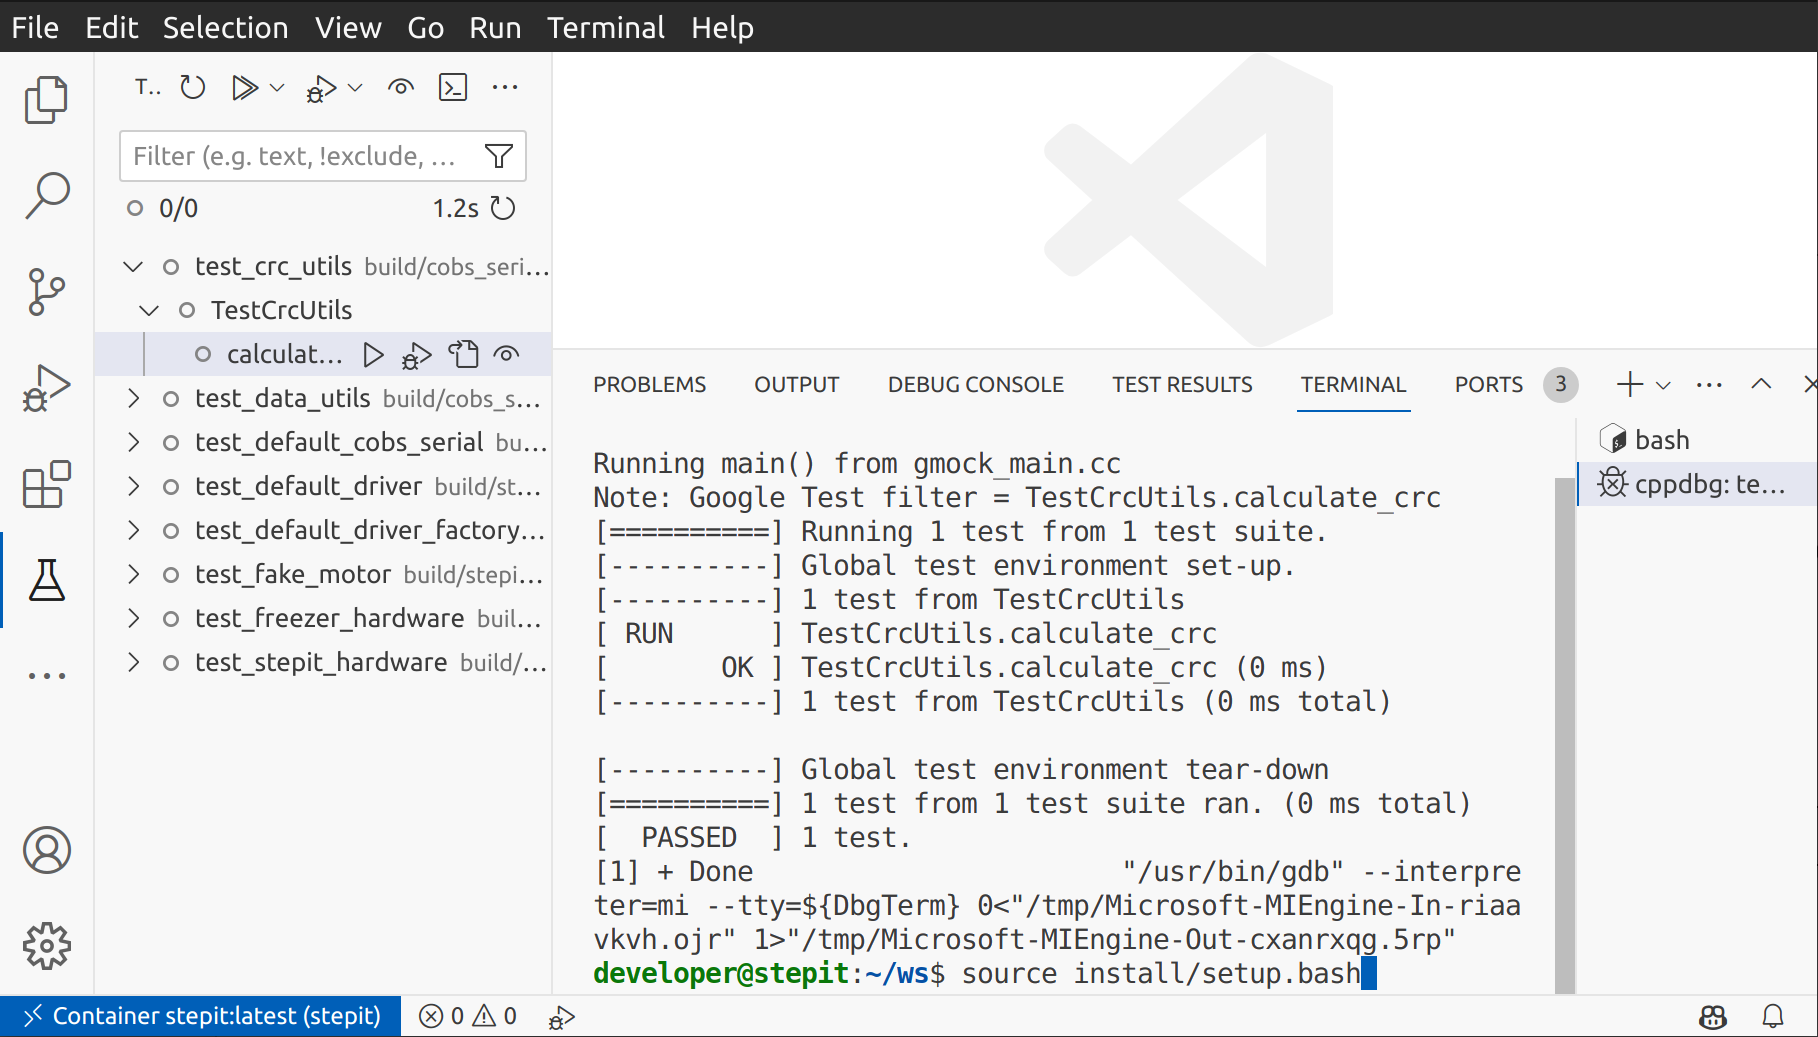 File Edit Selection View Go Run Terminal Help
T..
Filter (e.g. text, !exclude, ...
0/0 1.2s
test_crc_utils build/cobs_seri...
TestCrcUtils
calculat...
test_data_utils build/cobs_s...
test_default_cobs_serial bu...
test_default_driver build/st...
test_default_driver_factory...
test_fake_motor build/stepi...
test_freezer_hardware buil...
test_stepit_hardware build/...
PROBLEMS OUTPUT DEBUG CONSOLE TEST RESULTS TERMINAL PORTS 3
Running main() from gmock_main.cc
Note: Google Test filter = TestCrcUtils.calculate_crc
[==========] Running 1 test from 1 test suite.
[----------] Global test environment set-up.
[----------] 1 test from TestCrcUtils
[ RUN      ] TestCrcUtils.calculate_crc
[       OK ] TestCrcUtils.calculate_crc (0 ms)
[----------] 1 test from TestCrcUtils (0 ms total)
[----------] Global test environment tear-down
[==========] 1 test from 1 test suite ran. (0 ms total)
[  PASSED  ] 1 test.
[1] + Done                       "/usr/bin/gdb" --interpre
ter=mi --tty=${DbgTerm} 0<"/tmp/Microsoft-MIEngine-In-riaa
vkvh.ojr" 1>"/tmp/Microsoft-MIEngine-Out-cxanrxqg.5rp"
developer@stepit:~/ws$ source install/setup.bash
bash
cppdbg: te...
Container stepit:latest (stepit) 0 0